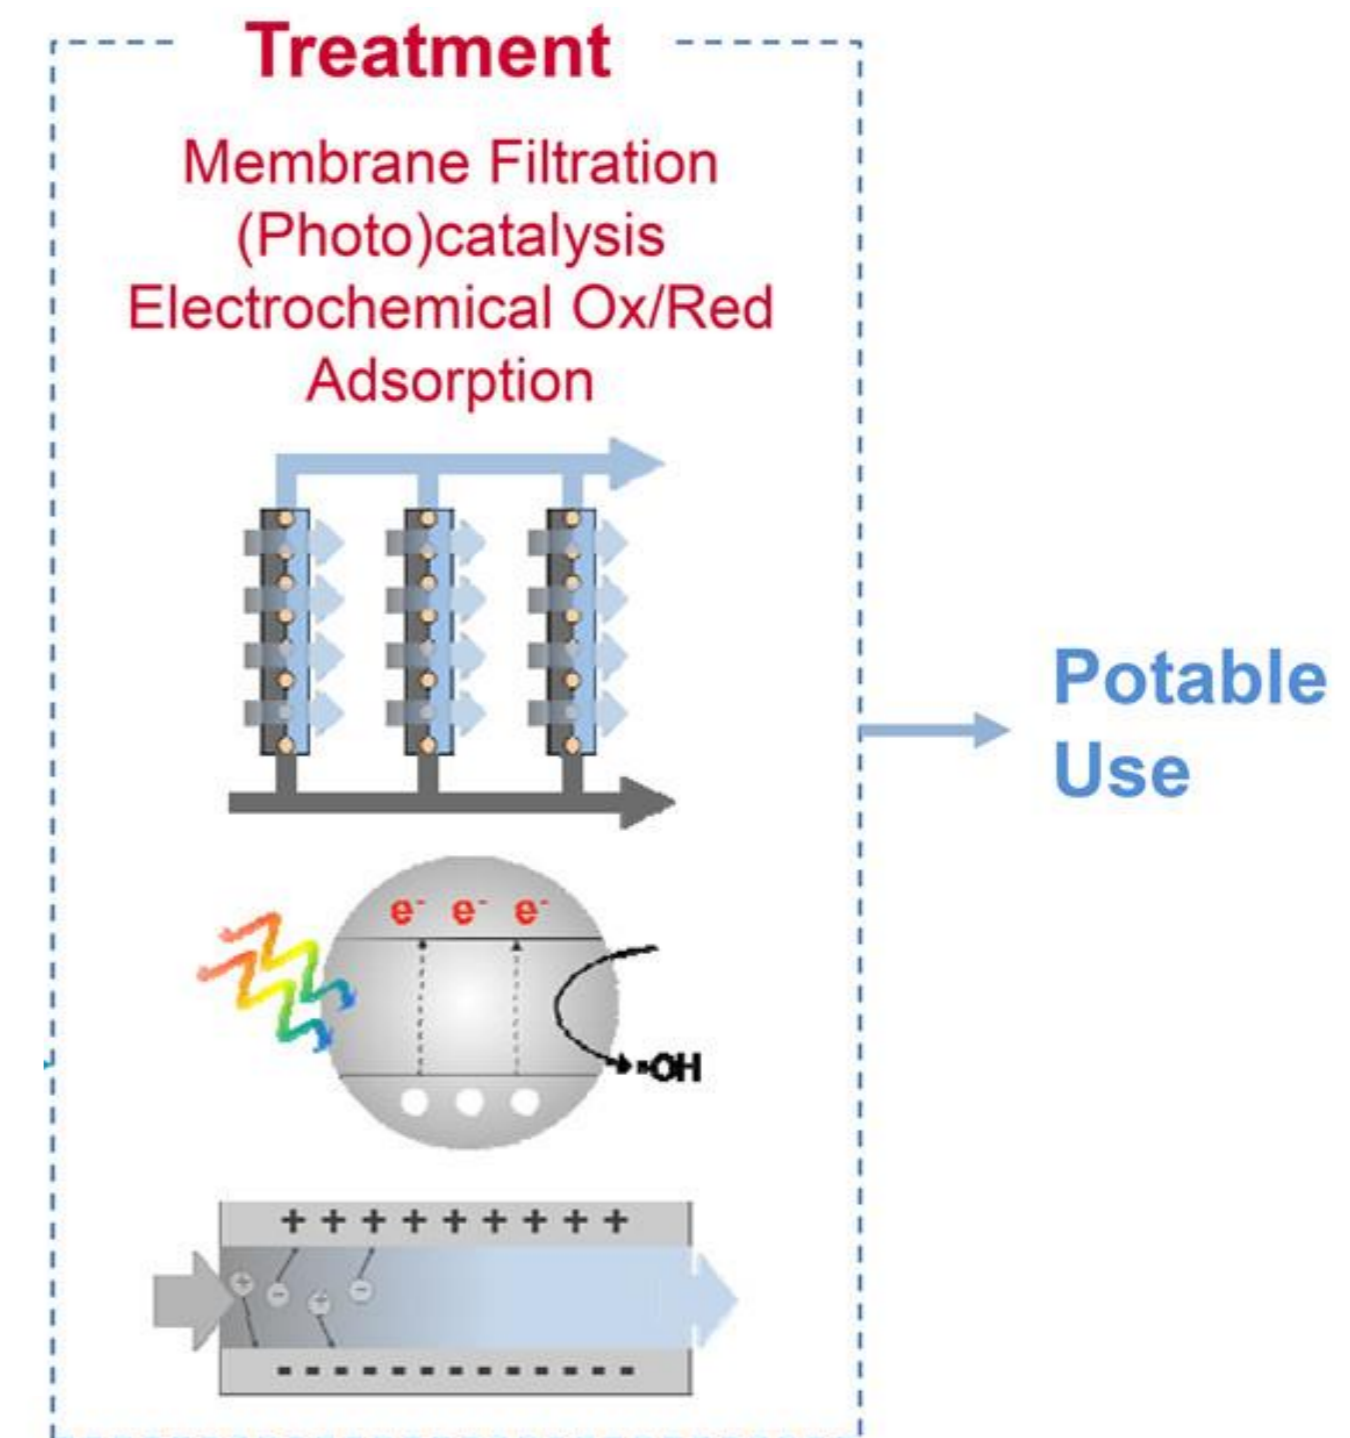 Treatment
Membrane Filtration
(Photo)catalysis
Electrochemical Ox/Red
Adsorption
e⁻ e⁻ e⁻
▪OH
+ + + + + + + + +
+ − + −
- - - - - - - - - - - -
- 
Potable
Use